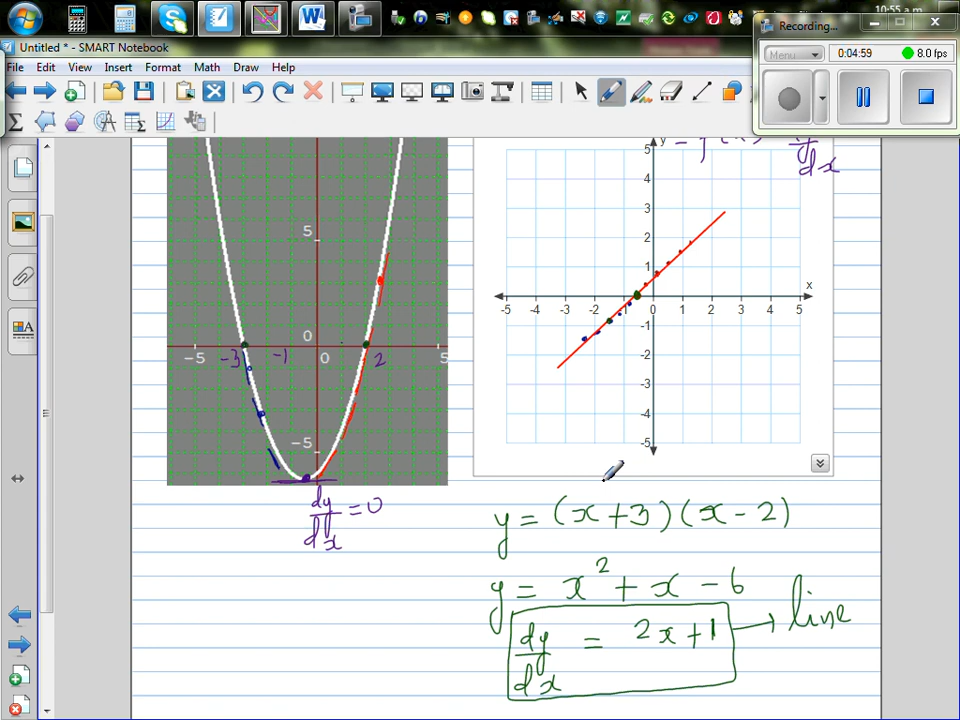 10:55 a.m.
Recording...
Untitled * - SMART Notebook
Menu
0:04:59
8.0 fps
File Edit View Insert Format Math Draw Help
5
0
-5
0
5
-5
-3
-1
2
dy/dx = 0
y
5
4
3
2
1
-1
-2
-3
-4
-5
-5 -4 -3 -2 -1 0 1 2 3 4 5
x
dx
y = (x+3)(x-2)
y = x² + x - 6
dy/dx = 2x+1 → line